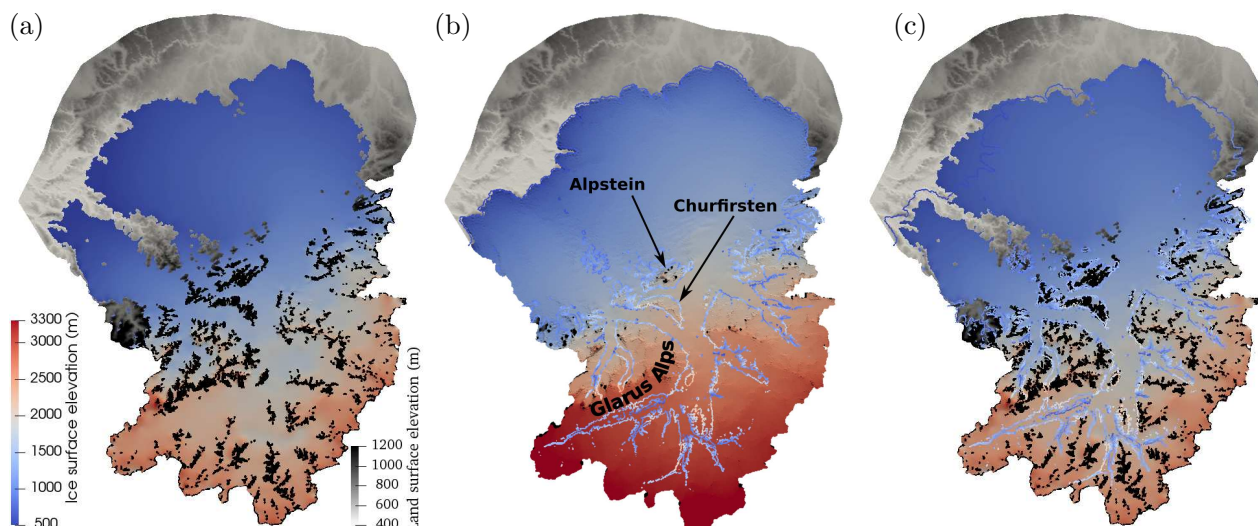 (a)
(b)
(c)
Alpstein
Churfirsten
Glarus Alps
3300
3000
2500
2000
1500
1000
500
Ice surface elevation (m)
1200
1000
800
600
400
and surface elevation (m)